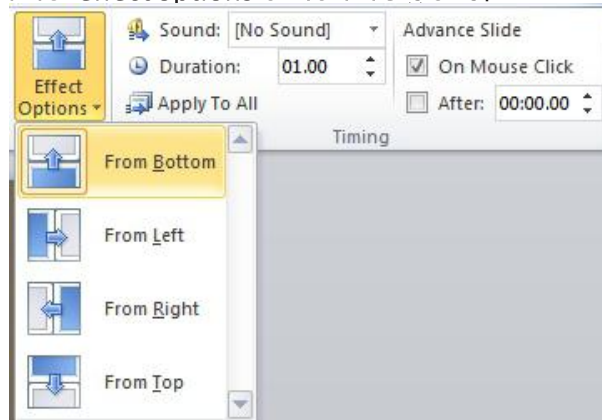 Effect Options
Sound: [No Sound]
Duration: 01.00
Apply To All
Advance Slide
On Mouse Click
After: 00:00.00
Timing
From Bottom
From Left
From Right
From Top